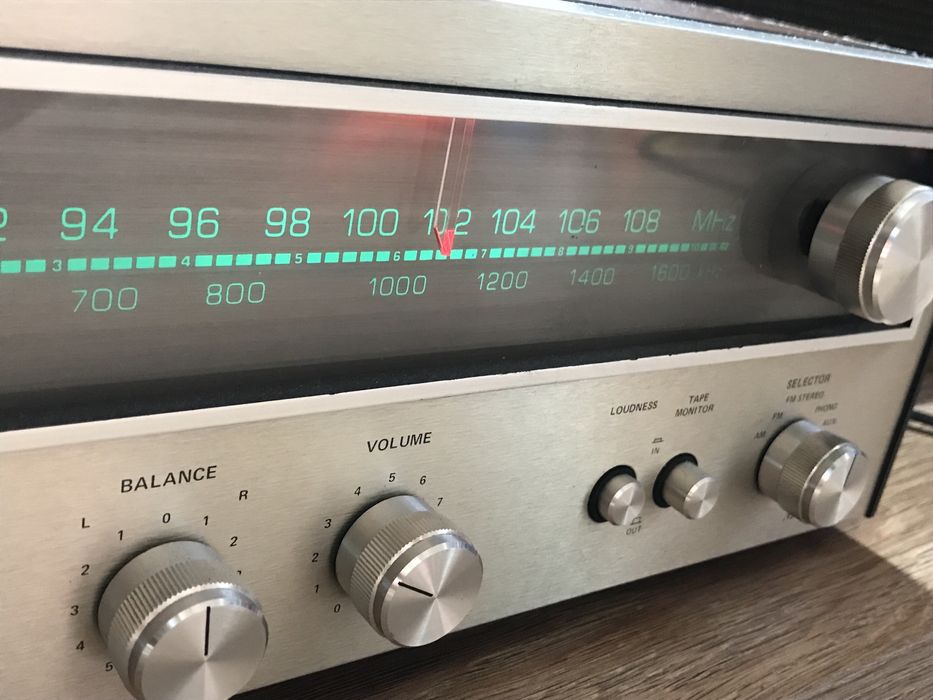 2 94 96 98 100 102 104 106 108 MHz
3 4 5 6 7 8 9 10
700 800 1000 1200 1400 1600 kHz
BALANCE
L R
5 4 3 2 1 0 1 2
VOLUME
0 1 2 3 4 5 6 7
LOUDNESS
TAPE
MONITOR
IN
OUT
SELECTOR
FM STEREO
FM PHONO
AM AUX